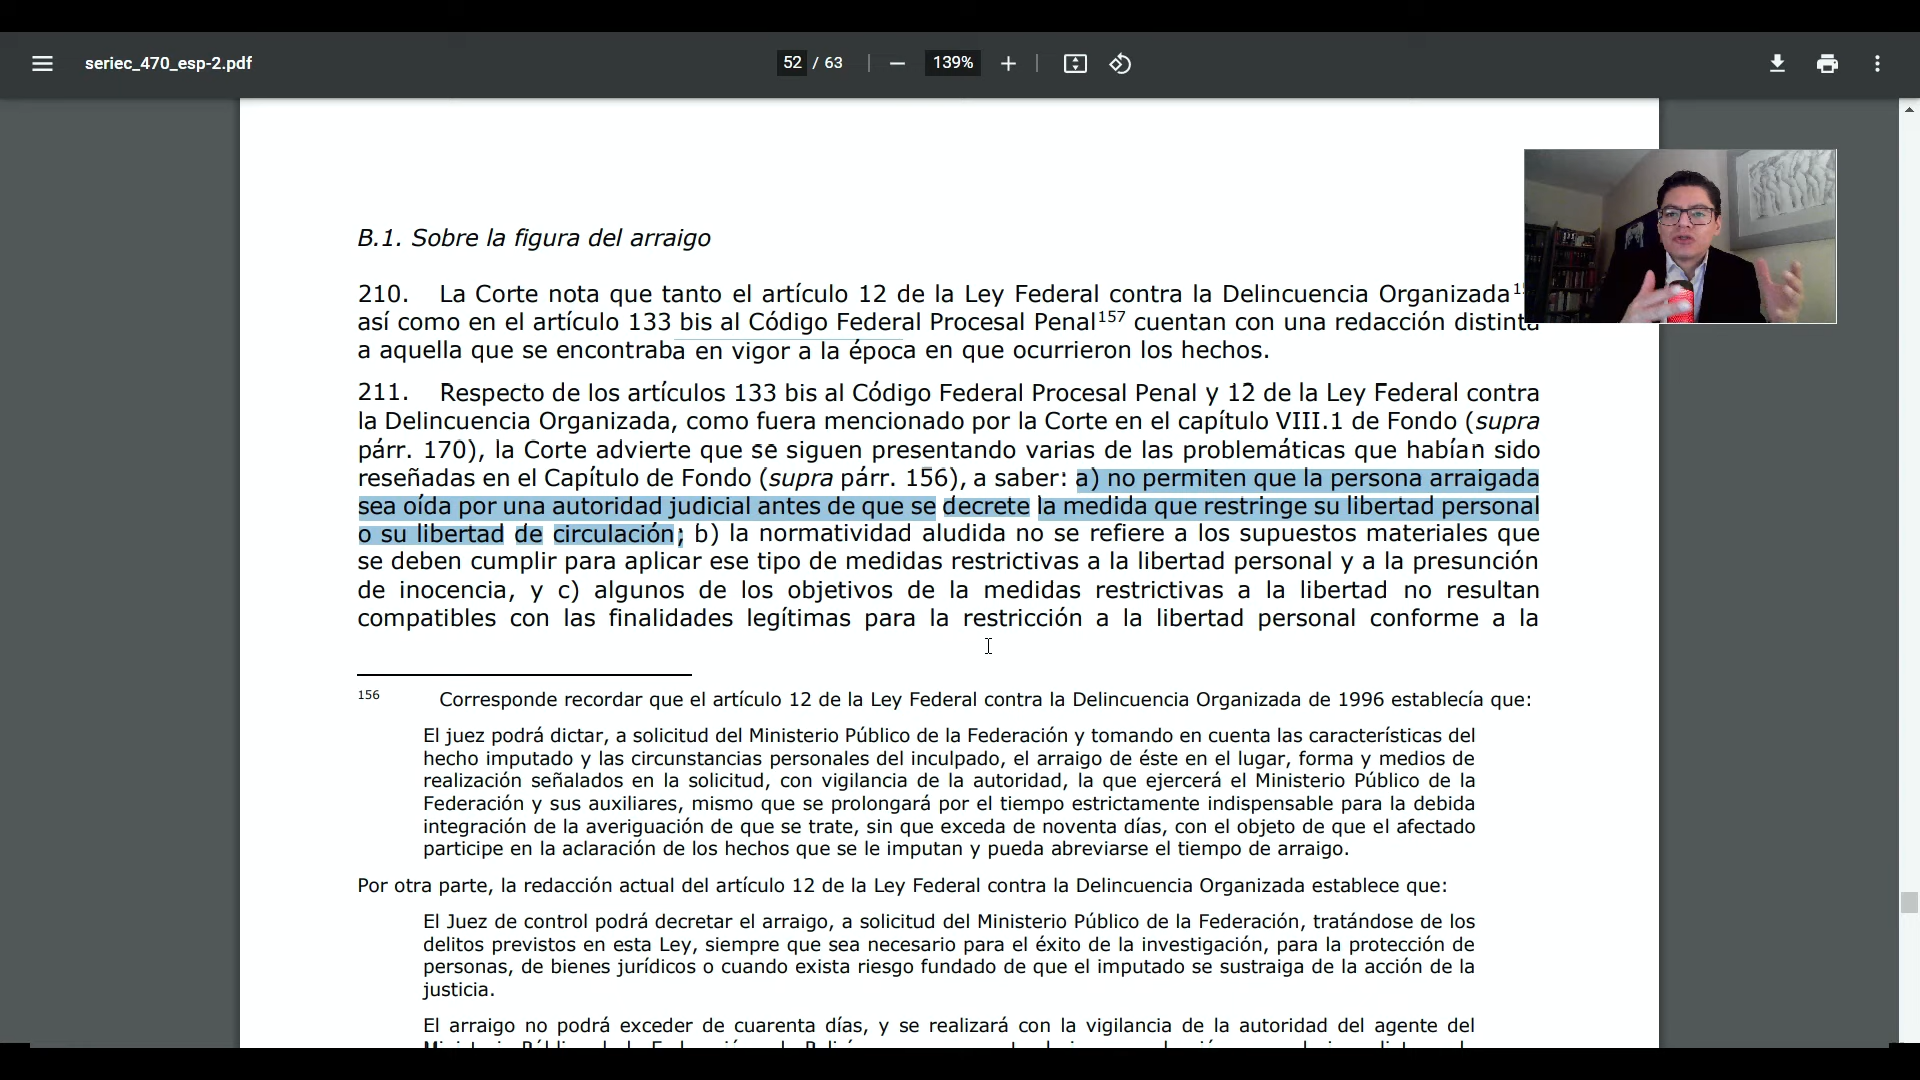 seriec_470_esp-2.pdf
52 / 63
139%
B.1. Sobre la figura del arraigo
210. La Corte nota que tanto el artículo 12 de la Ley Federal contra la Delincuencia Organizada
así como en el artículo 133 bis al Código Federal Procesal Penal157 cuentan con una redacción distinta
a aquella que se encontraba en vigor a la época en que ocurrieron los hechos.
211. Respecto de los artículos 133 bis al Código Federal Procesal Penal y 12 de la Ley Federal contra
la Delincuencia Organizada, como fuera mencionado por la Corte en el capítulo VIII.1 de Fondo (supra
párr. 170), la Corte advierte que se siguen presentando varias de las problemáticas que habían sido
reseñadas en el Capítulo de Fondo (supra párr. 156), a saber: a) no permiten que la persona arraigada
sea oída por una autoridad judicial antes de que se decrete la medida que restringe su libertad personal
o su libertad de circulación; b) la normatividad aludida no se refiere a los supuestos materiales que
se deben cumplir para aplicar ese tipo de medidas restrictivas a la libertad personal y a la presunción
de inocencia, y c) algunos de los objetivos de la medidas restrictivas a la libertad no resultan
compatibles con las finalidades legítimas para la restricción a la libertad personal conforme a la
156 Corresponde recordar que el artículo 12 de la Ley Federal contra la Delincuencia Organizada de 1996 establecía que:
El juez podrá dictar, a solicitud del Ministerio Público de la Federación y tomando en cuenta las características del
hecho imputado y las circunstancias personales del inculpado, el arraigo de éste en el lugar, forma y medios de
realización señalados en la solicitud, con vigilancia de la autoridad, la que ejercerá el Ministerio Público de la
Federación y sus auxiliares, mismo que se prolongará por el tiempo estrictamente indispensable para la debida
integración de la averiguación de que se trate, sin que exceda de noventa días, con el objeto de que el afectado
participe en la aclaración de los hechos que se le imputan y pueda abreviarse el tiempo de arraigo.
Por otra parte, la redacción actual del artículo 12 de la Ley Federal contra la Delincuencia Organizada establece que:
El Juez de control podrá decretar el arraigo, a solicitud del Ministerio Público de la Federación, tratándose de los
delitos previstos en esta Ley, siempre que sea necesario para el éxito de la investigación, para la protección de
personas, de bienes jurídicos o cuando exista riesgo fundado de que el imputado se sustraiga de la acción de la
justicia.
El arraigo no podrá exceder de cuarenta días, y se realizará con la vigilancia de la autoridad del agente del